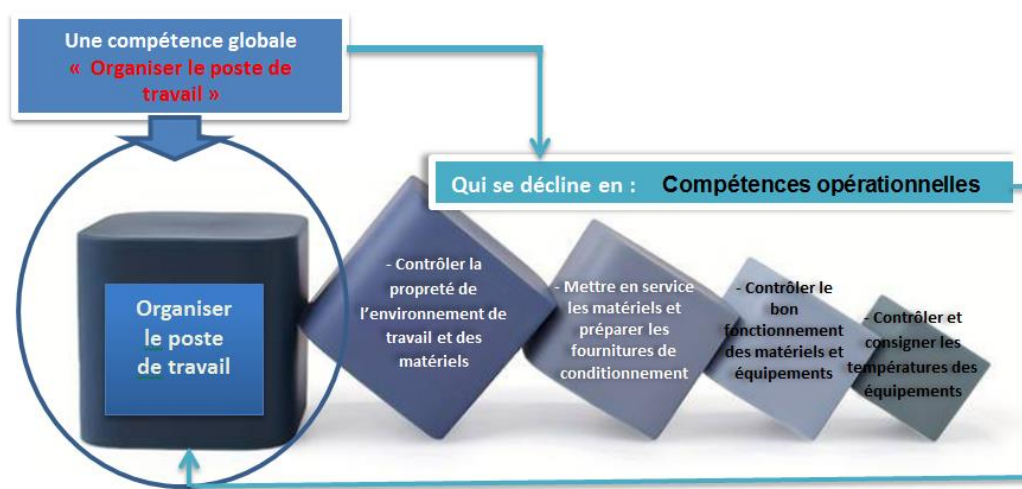 Une compétence globale
« Organiser le poste de
travail »
Qui se décline en : Compétences opérationnelles
Organiser
le poste
de travail
- Contrôler la
propreté de
l'environnement de
travail et des
matériels
- Mettre en service
les matériels et
préparer les
fournitures de
conditionnement
- Contrôler le
bon
fonctionnement
des matériels et
équipements
- Contrôler et
consigner les
températures des
équipements